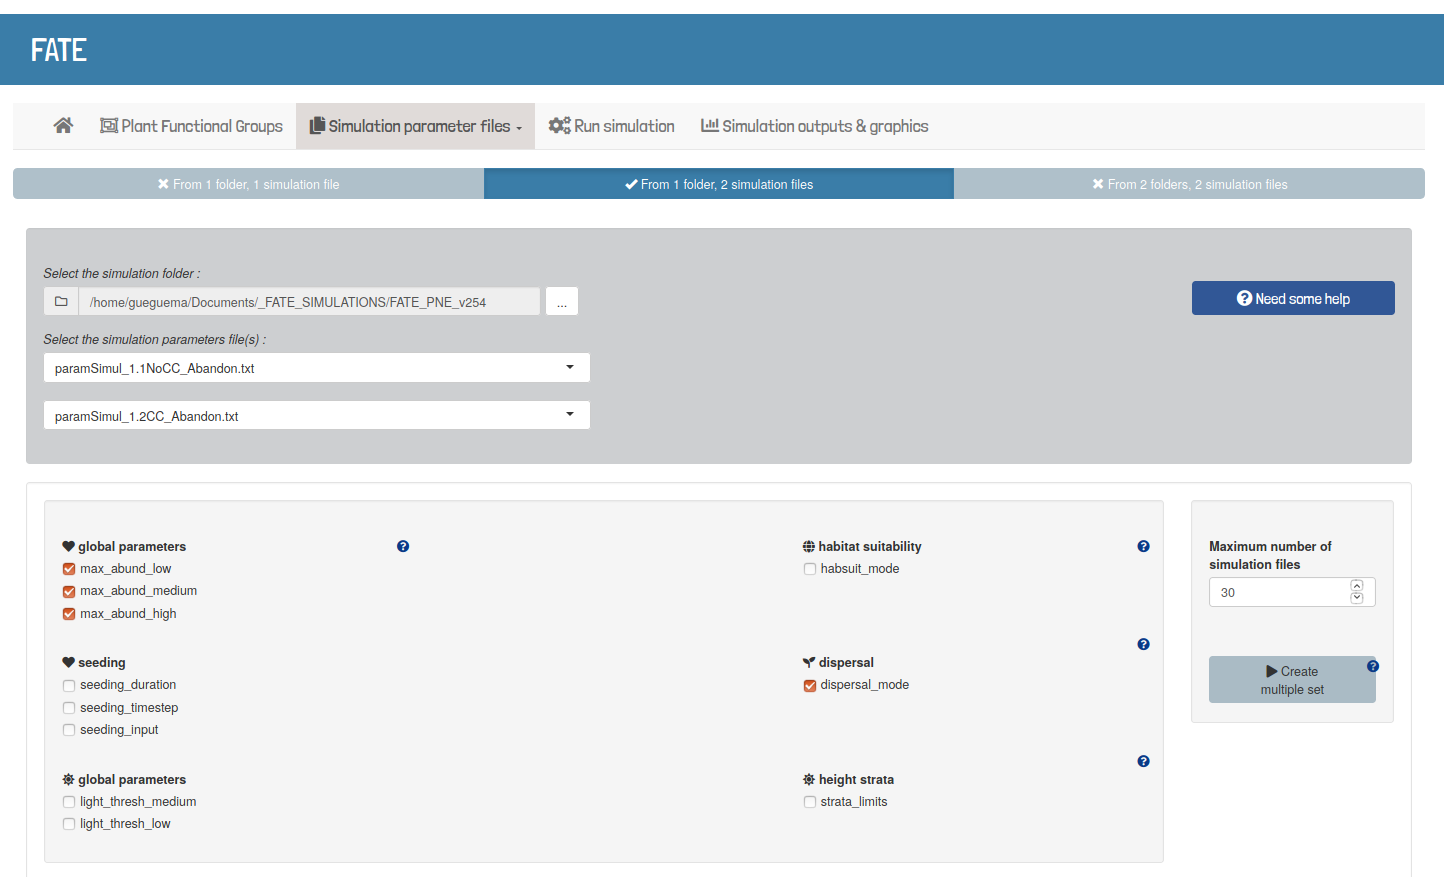 FATE
Plant Functional Groups
Simulation parameter files
Run simulation
Simulation outputs & graphics
From 1 folder, 1 simulation file
From 1 folder, 2 simulation files
From 2 folders, 2 simulation files
Select the simulation folder :
/home/gueguema/Documents/_FATE_SIMULATIONS/FATE_PNE_v254
...
Need some help
Select the simulation parameters file(s) :
paramSimul_1.1NoCC_Abandon.txt
paramSimul_1.2CC_Abandon.txt
global parameters
max_abund_low
max_abund_medium
max_abund_high
habitat suitability
habsuit_mode
seeding
seeding_duration
seeding_timestep
seeding_input
dispersal
dispersal_mode
global parameters
light_thresh_medium
light_thresh_low
height strata
strata_limits
Maximum number of
simulation files
30
Create
multiple set